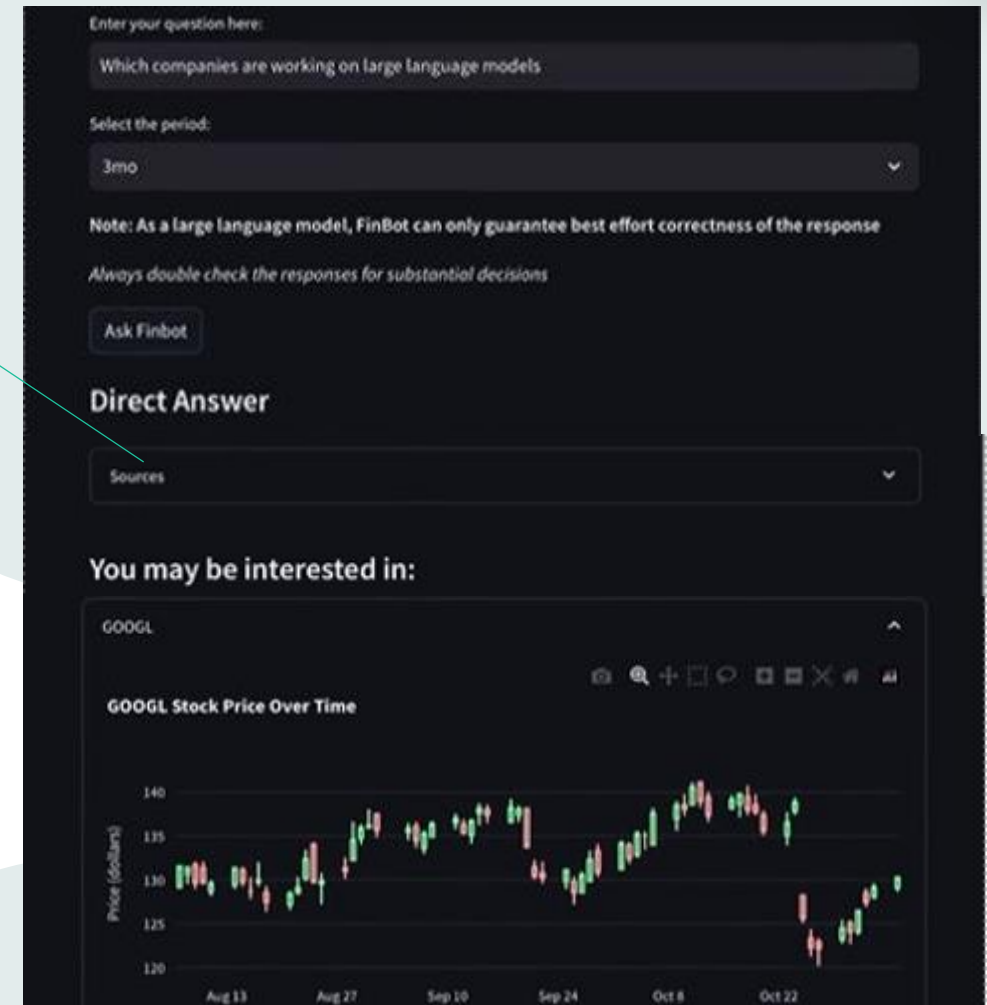 Enter your question here:
Which companies are working on large language models
Select the period:
3mo
Note: As a large language model, FinBot can only guarantee best effort correctness of the response
Always double check the responses for substantial decisions
Ask Finbot
Direct Answer
Sources
You may be interested in:
GOOGL
GOOGL Stock Price Over Time
Price (dollars)
140
135
130
125
120
Aug 13 Aug 27 Sep 10 Sep 24 Oct 8 Oct 22